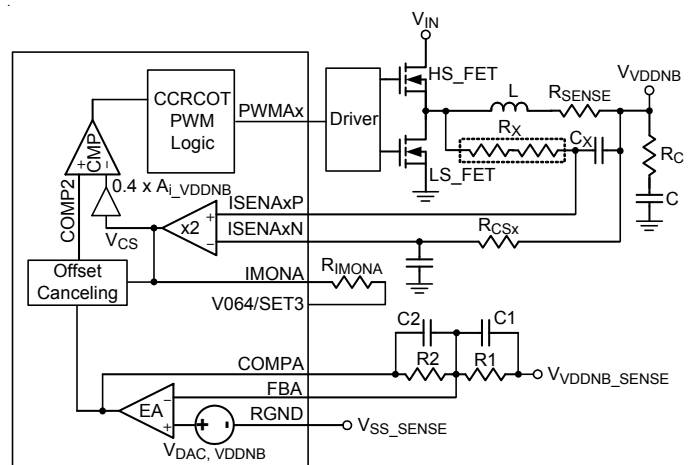 V_IN
HS_FET
L
R_SENSE
V_VDDNB
CCRCOT
PWM
Logic
PWMAx
Driver
R_X
C_X
R_C
C
LS_FET
CMP
+
-
COMP2
0.4 x A_i_VDDNB
V_CS
x2
+
−
ISENAxP
ISENAxN
R_CSx
Offset
Canceling
IMONA
R_IMONA
V064/SET3
C2
C1
COMPA
R2
R1
V_VDDNB_SENSE
FBA
EA
−
+
+
-
RGND
V_SS_SENSE
V_DAC, VDDNB